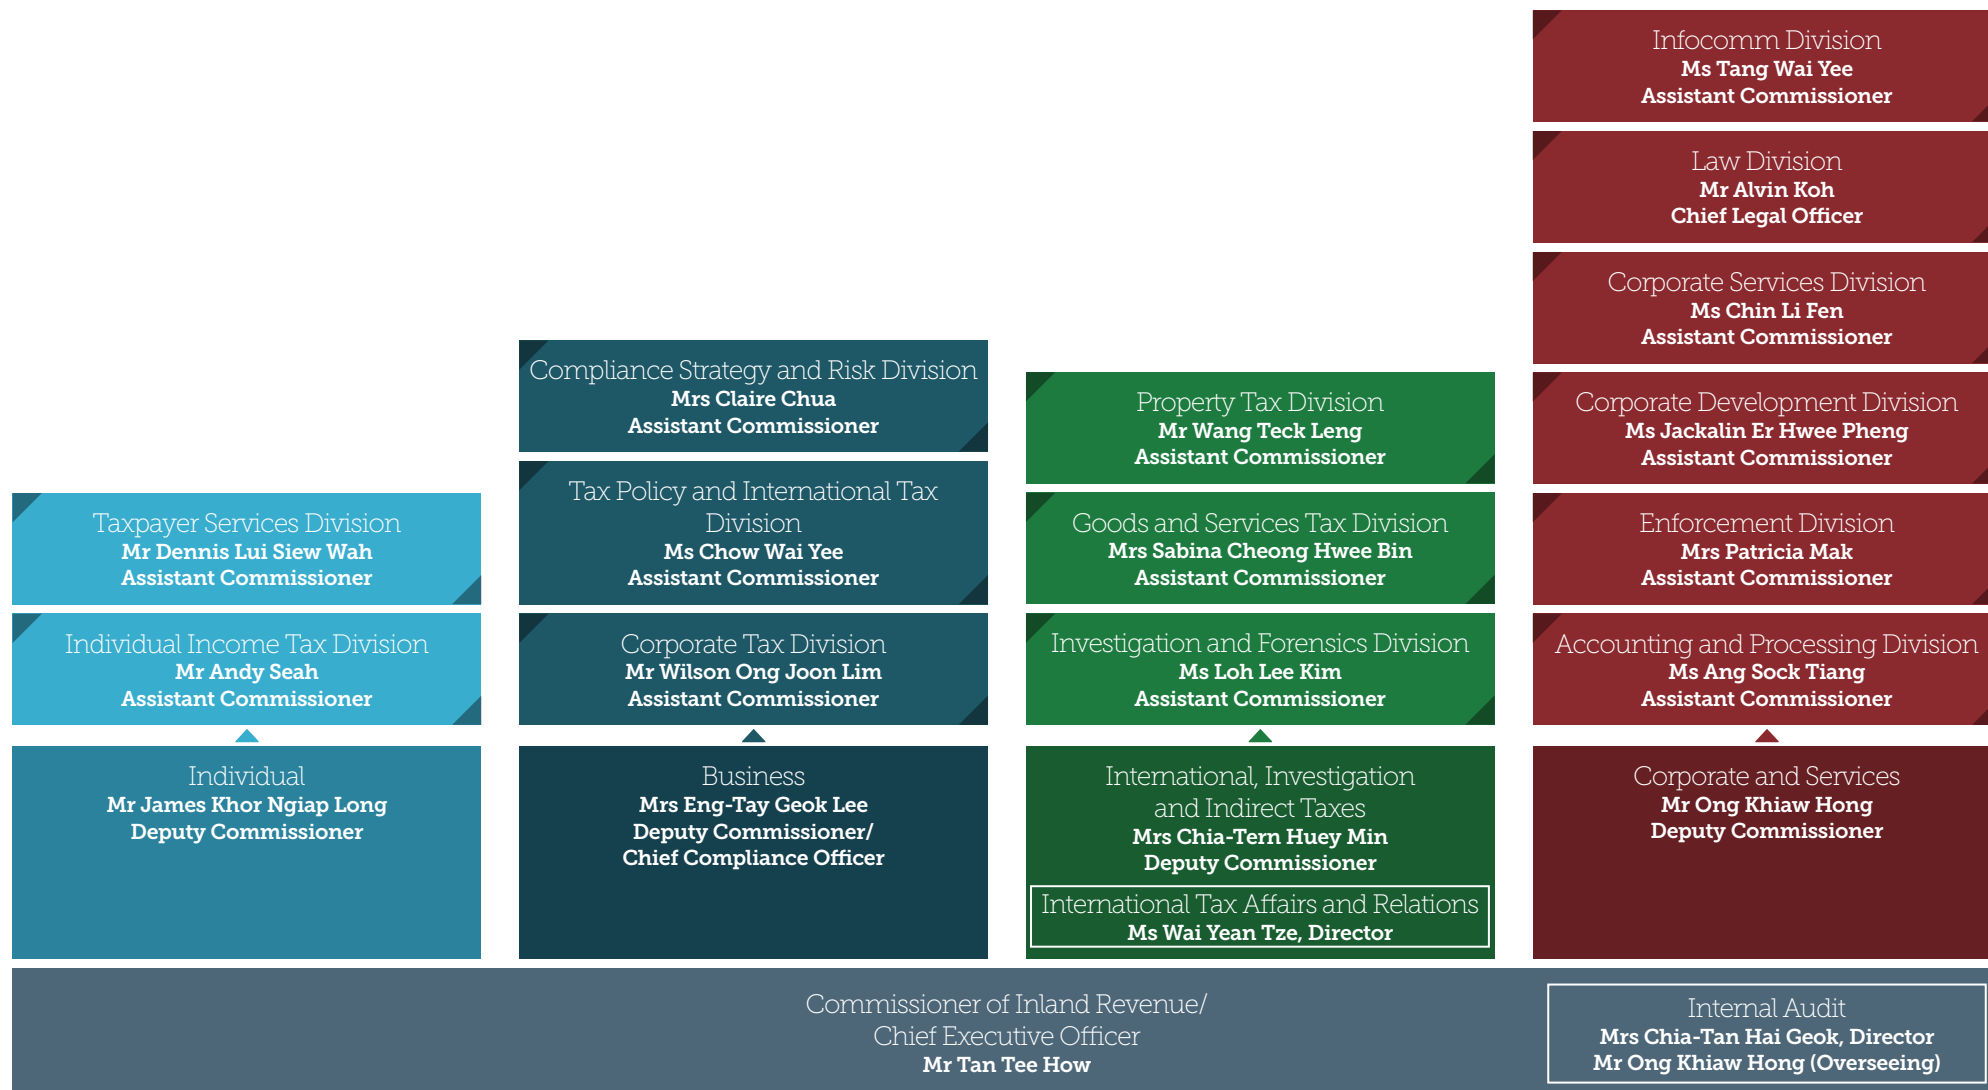 Infocomm Division
Ms Tang Wai Yee
Assistant Commissioner
Law Division
Mr Alvin Koh
Chief Legal Officer
Corporate Services Division
Ms Chin Li Fen
Assistant Commissioner
Corporate Development Division
Ms Jackalin Er Hwee Pheng
Assistant Commissioner
Enforcement Division
Mrs Patricia Mak
Assistant Commissioner
Accounting and Processing Division
Ms Ang Sock Tiang
Assistant Commissioner
Corporate and Services
Mr Ong Khiaw Hong
Deputy Commissioner
Compliance Strategy and Risk Division
Mrs Claire Chua
Assistant Commissioner
Tax Policy and International Tax
Division
Ms Chow Wai Yee
Assistant Commissioner
Corporate Tax Division
Mr Wilson Ong Joon Lim
Assistant Commissioner
Business
Mrs Eng-Tay Geok Lee
Deputy Commissioner/
Chief Compliance Officer
Property Tax Division
Mr Wang Teck Leng
Assistant Commissioner
Goods and Services Tax Division
Mrs Sabina Cheong Hwee Bin
Assistant Commissioner
Investigation and Forensics Division
Ms Loh Lee Kim
Assistant Commissioner
International, Investigation
and Indirect Taxes
Mrs Chia-Tern Huey Min
Deputy Commissioner
International Tax Affairs and Relations
Ms Wai Yean Tze, Director
Taxpayer Services Division
Mr Dennis Lui Siew Wah
Assistant Commissioner
Individual Income Tax Division
Mr Andy Seah
Assistant Commissioner
Individual
Mr James Khor Ngiap Long
Deputy Commissioner
Commissioner of Inland Revenue/
Chief Executive Officer
Mr Tan Tee How
Internal Audit
Mrs Chia-Tan Hai Geok, Director
Mr Ong Khiaw Hong (Overseeing)